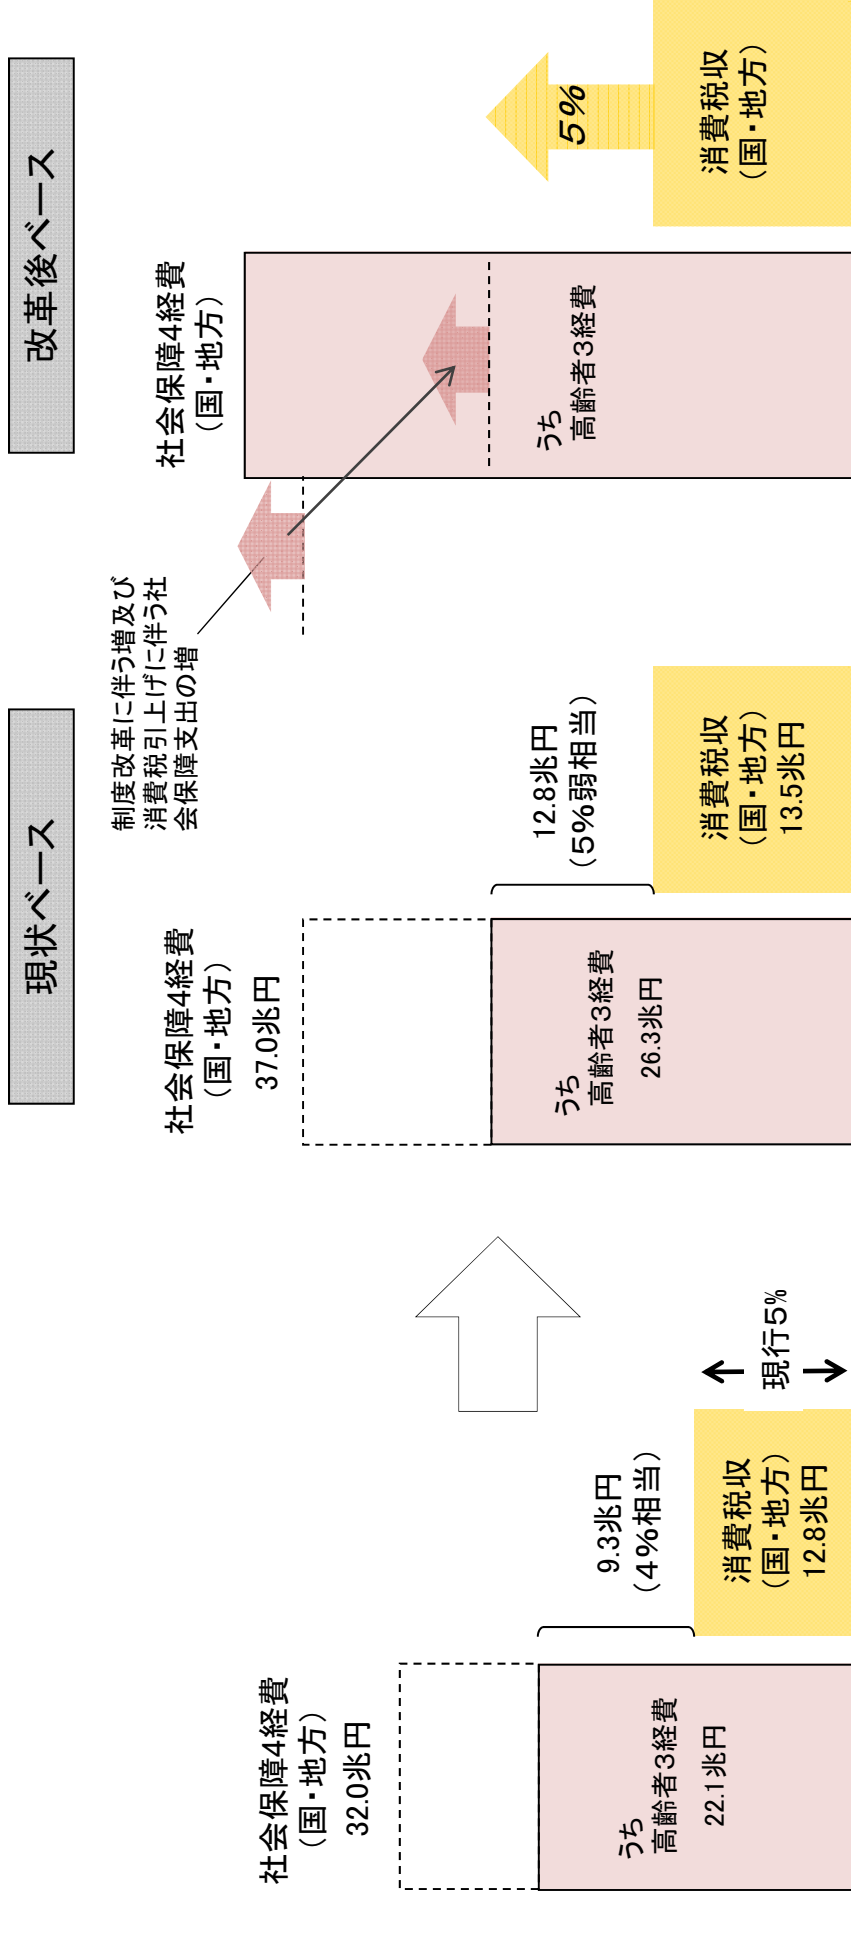 現状ベース
改革後ベース
社会保障4経費
（国・地方）
32.0兆円
うち
高齢者3経費
22.1兆円
9.3兆円
（4%相当）
消費税収
（国・地方）
12.8兆円
現行5%
社会保障4経費
（国・地方）
37.0兆円
うち
高齢者3経費
26.3兆円
12.8兆円
（5%弱相当）
消費税収
（国・地方）
13.5兆円
制度改革に伴う増及び
消費税引上げに伴う社
会保障支出の増
社会保障4経費
（国・地方）
うち
高齢者3経費
5%
消費税収
（国・地方）